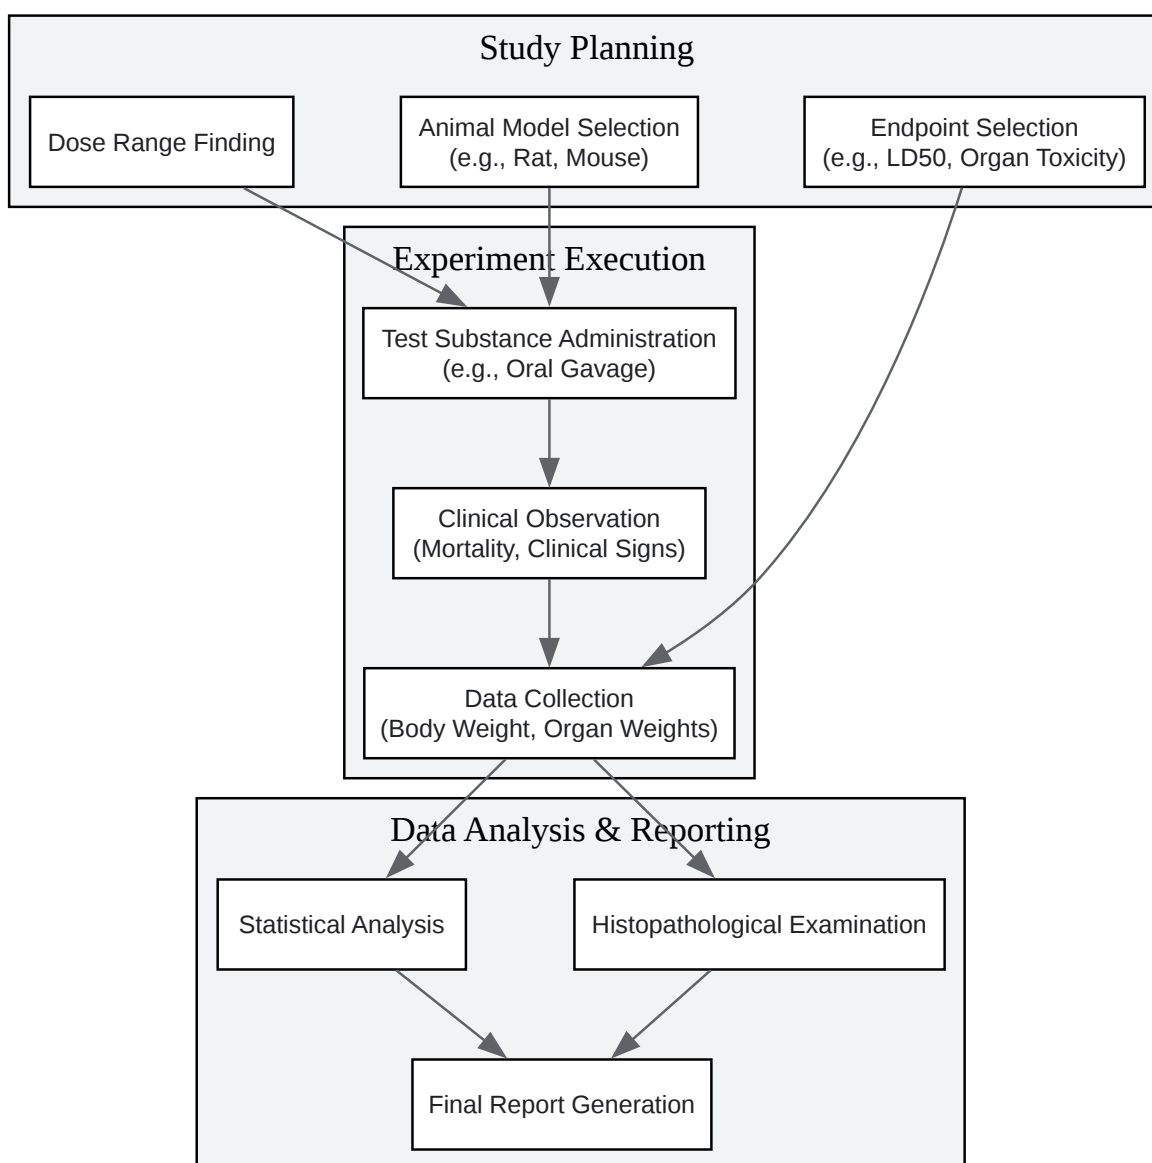 Study Planning
Dose Range Finding
Animal Model Selection
(e.g., Rat, Mouse)
Endpoint Selection
(e.g., LD50, Organ Toxicity)
Experiment Execution
Test Substance Administration
(e.g., Oral Gavage)
Clinical Observation
(Mortality, Clinical Signs)
Data Collection
(Body Weight, Organ Weights)
Data Analysis & Reporting
Statistical Analysis
Histopathological Examination
Final Report Generation